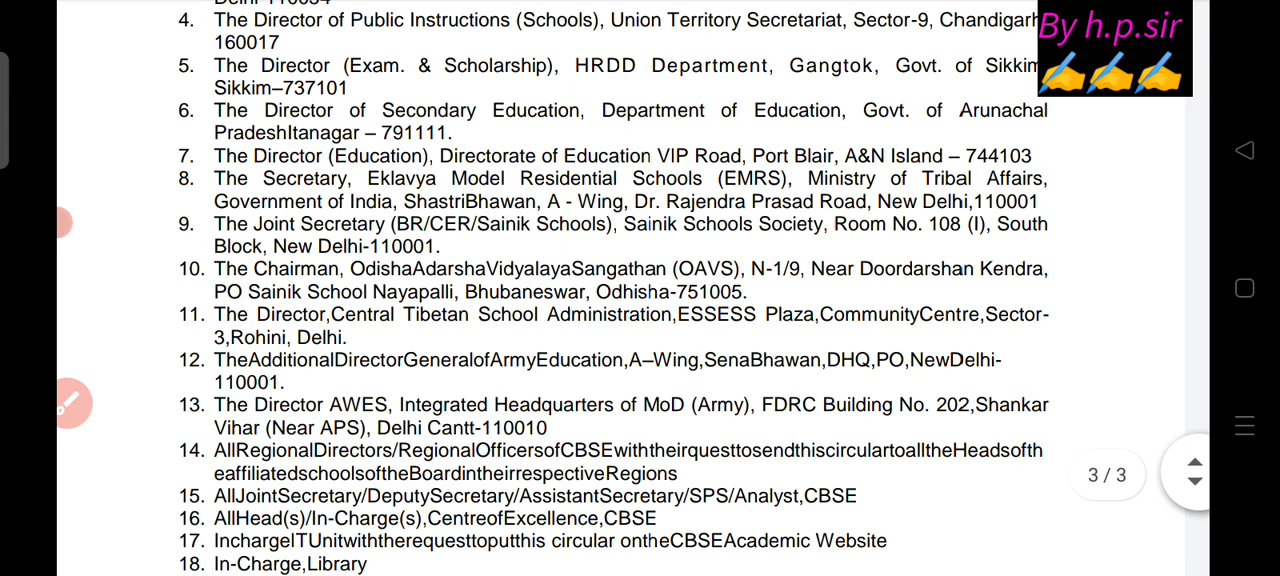 Delhi-110054
4. The Director of Public Instructions (Schools), Union Territory Secretariat, Sector-9, Chandigarh
160017
By h.p.sir
5. The Director (Exam. & Scholarship), HRDD Department, Gangtok, Govt. of Sikkim
Sikkim–737101
6. The Director of Secondary Education, Department of Education, Govt. of Arunachal
PradeshItanagar – 791111.
7. The Director (Education), Directorate of Education VIP Road, Port Blair, A&N Island – 744103
8. The Secretary, Eklavya Model Residential Schools (EMRS), Ministry of Tribal Affairs,
Government of India, ShastriBhawan, A - Wing, Dr. Rajendra Prasad Road, New Delhi,110001
9. The Joint Secretary (BR/CER/Sainik Schools), Sainik Schools Society, Room No. 108 (I), South
Block, New Delhi-110001.
10. The Chairman, OdishaAdarshaVidyalayaSangathan (OAVS), N-1/9, Near Doordarshan Kendra,
PO Sainik School Nayapalli, Bhubaneswar, Odhisha-751005.
11. The Director,Central Tibetan School Administration,ESSESS Plaza,CommunityCentre,Sector-
3,Rohini, Delhi.
12. TheAdditionalDirectorGeneralofArmyEducation,A–Wing,SenaBhawan,DHQ,PO,NewDelhi-
110001.
13. The Director AWES, Integrated Headquarters of MoD (Army), FDRC Building No. 202,Shankar
Vihar (Near APS), Delhi Cantt-110010
14. AllRegionalDirectors/RegionalOfficersofCBSEwiththeirquesttosendthiscirculartoalltheHeadsofth
eaffiliatedschoolsoftheBoardintheirrespectiveRegions
3 / 3
15. AllJointSecretary/DeputySecretary/AssistantSecretary/SPS/Analyst,CBSE
16. AllHead(s)/In-Charge(s),CentreofExcellence,CBSE
17. InchargeITUnitwiththerequesttoputthis circular ontheCBSEAcademic Website
18. In-Charge,Library